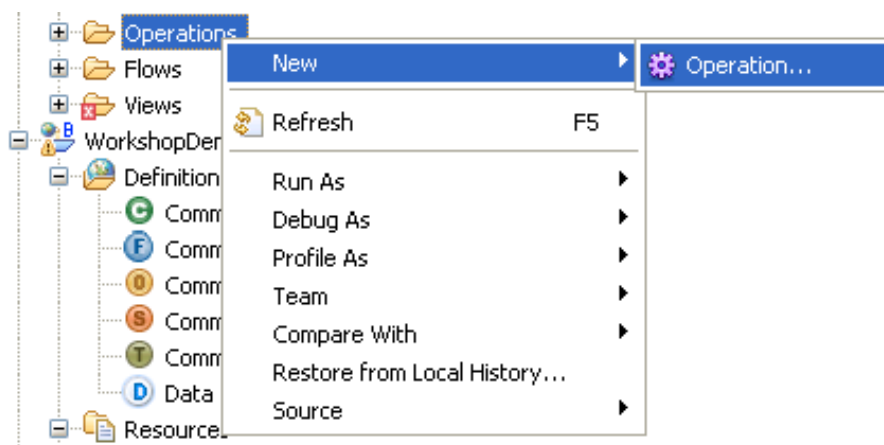 Operations
New
Operation...
Flows
Views
Refresh F5
WorkshopDer
Definition
Run As
Comm
Debug As
Comm
Profile As
Comm
Team
Comm
Compare With
Comm
Restore from Local History...
Data
Source
Resources